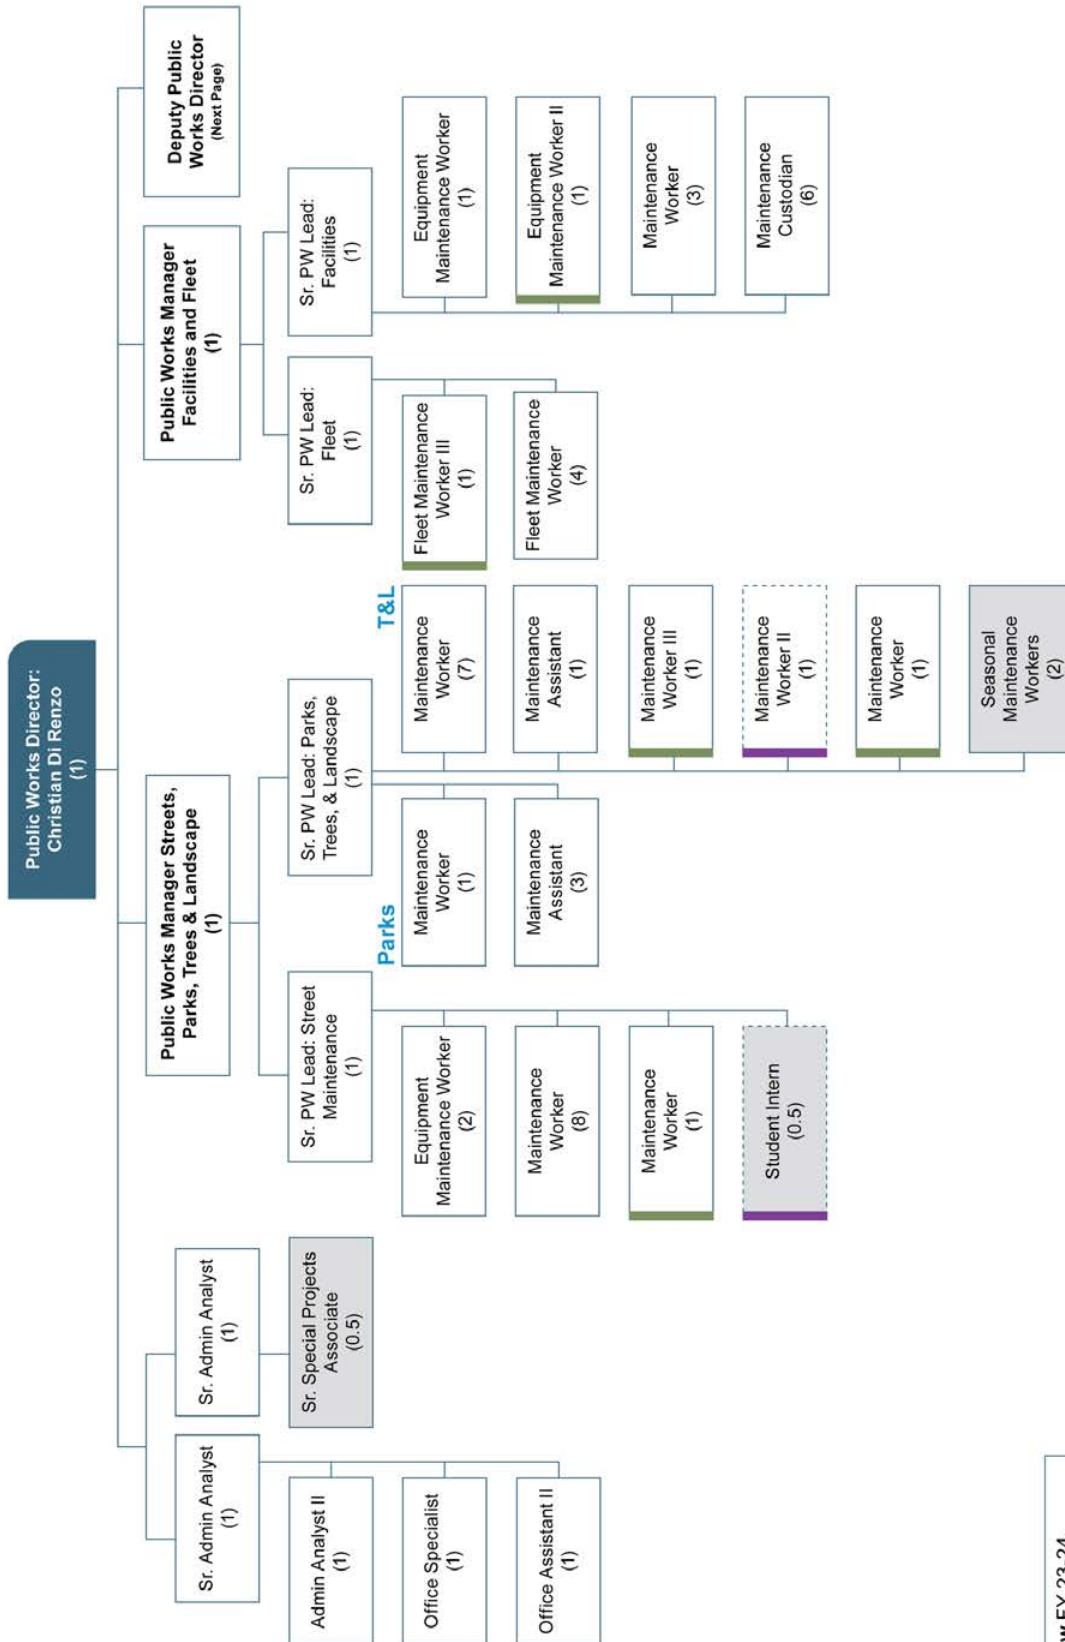 Public Works Director:
Christian Di Renzo
(1)
Sr. Admin Analyst
(1)
Admin Analyst II
(1)
Office Specialist
(1)
Office Assistant II
(1)
Sr. Admin Analyst
(1)
Sr. Special Projects
Associate
(0.5)
Public Works Manager Streets,
Parks, Trees & Landscape
(1)
Sr. PW Lead: Street
Maintenance
(1)
Equipment
Maintenance Worker
(2)
Maintenance
Worker
(8)
Maintenance
Worker
(1)
Student Intern
(0.5)
Sr. PW Lead: Parks,
Trees, & Landscape
(1)
Parks
Maintenance
Worker
(1)
Maintenance
Assistant
(3)
T&L
Maintenance
Worker
(7)
Maintenance
Assistant
(1)
Maintenance
Worker III
(1)
Maintenance
Worker II
(1)
Maintenance
Worker
(1)
Seasonal
Maintenance
Workers
(2)
Public Works Manager
Facilities and Fleet
(1)
Sr. PW Lead:
Fleet
(1)
Fleet Maintenance
Worker III
(1)
Fleet Maintenance
Worker
(4)
Sr. PW Lead:
Facilities
(1)
Equipment
Maintenance Worker
(1)
Equipment
Maintenance Worker II
(1)
Maintenance
Worker
(3)
Maintenance
Custodian
(6)
Deputy Public
Works Director
(Next Page)
FY 23-24